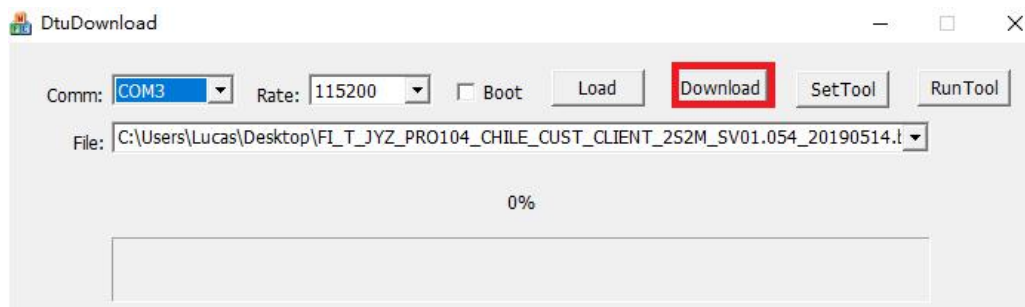 DtuDownload
Comm: COM3 Rate: 115200 Boot Load Download SetTool RunTool
File: C:\Users\Lucas\Desktop\FI_T_JYZ_PRO104_CHILE_CUST_CLIENT_2S2M_SV01.054_20190514.b
0%